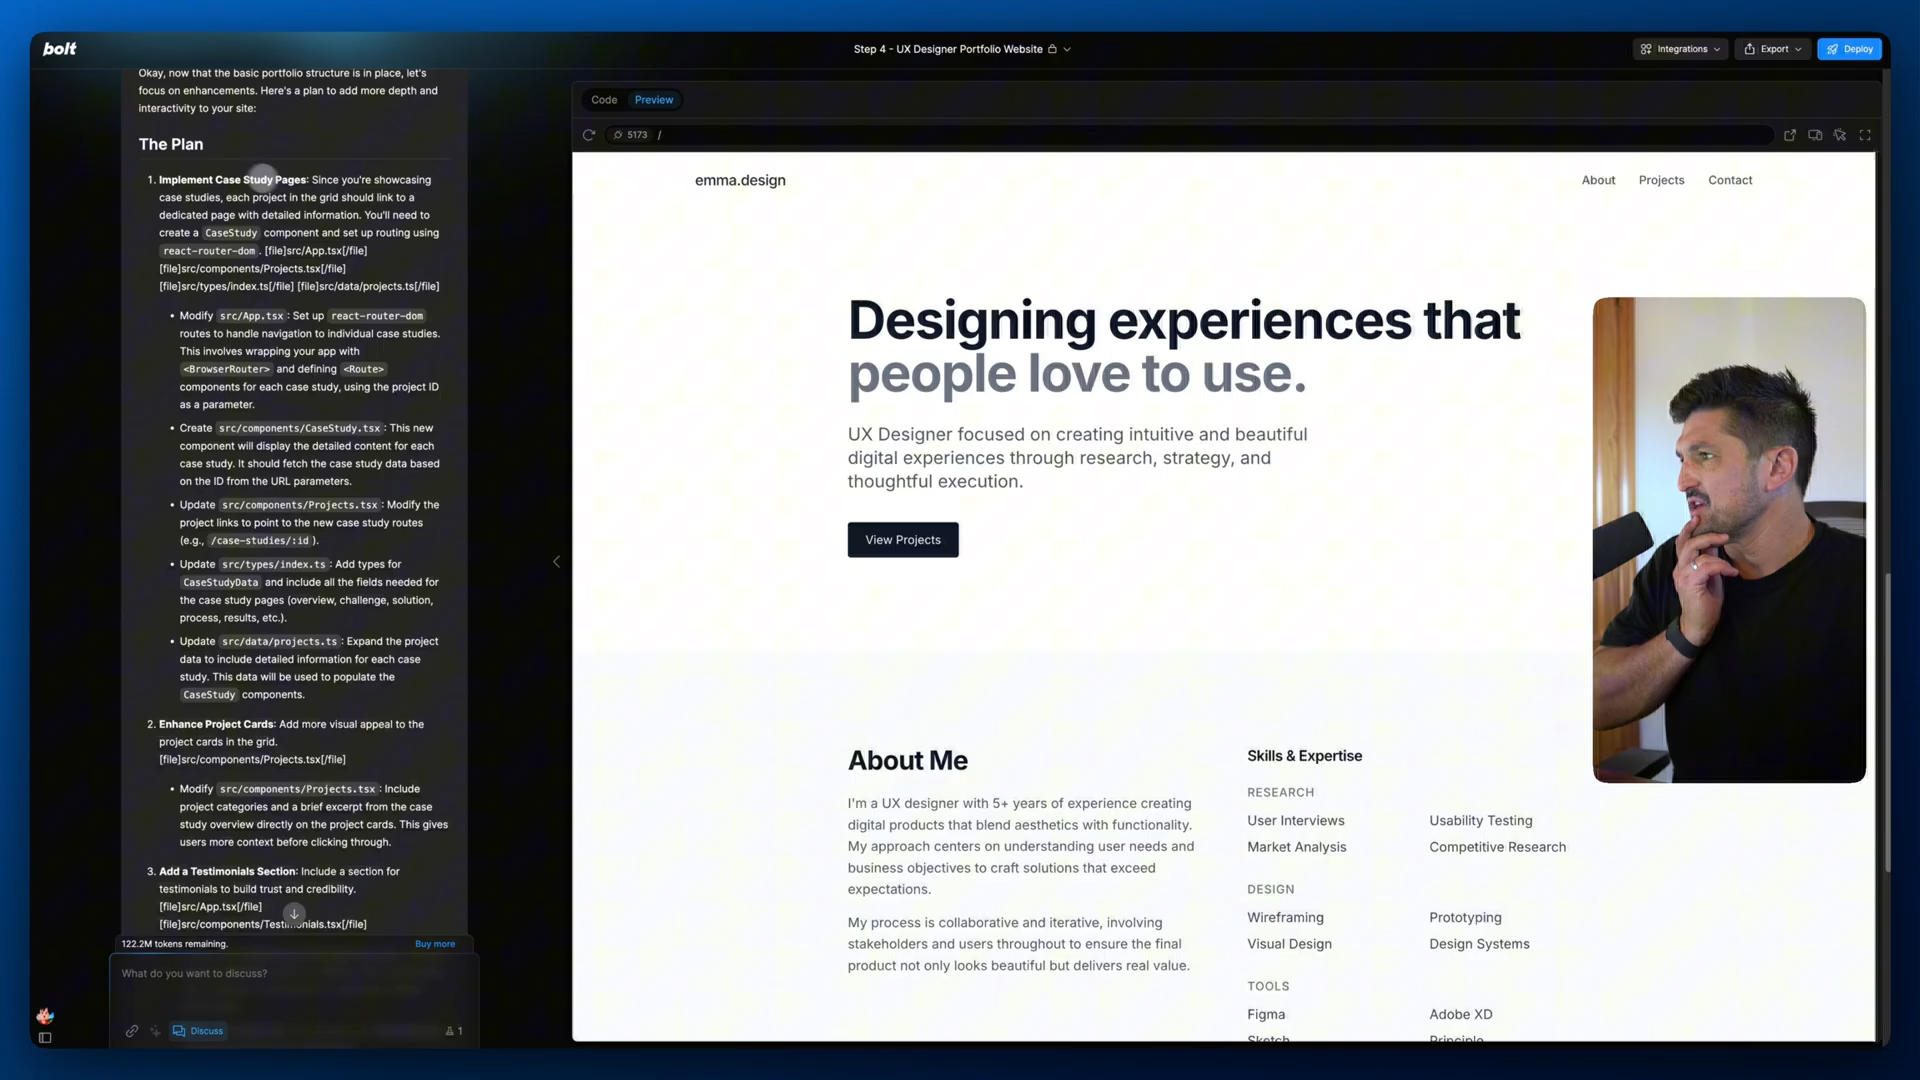 bolt
Step 4 - UX Designer Portfolio Website
Integrations
Export
Deploy
Okay, now that the basic portfolio structure is in place, let's
focus on enhancements. Here's a plan to add more depth and
interactivity to your site:
The Plan
1. Implement Case Study Pages: Since you're showcasing
case studies, each project in the grid should link to a
dedicated page with detailed information. You'll need to
create a CaseStudy component and set up routing using
react-router-dom. [file]src/App.tsx[/file]
[file]src/components/Projects.tsx[/file]
[file]src/types/index.ts[/file] [file]src/data/projects.ts[/file]
• Modify src/App.tsx: Set up react-router-dom
routes to handle navigation to individual case studies.
This involves wrapping your app with
<BrowserRouter> and defining <Route>
components for each case study, using the project ID
as a parameter.
• Create src/components/CaseStudy.tsx: This new
component will display the detailed content for each
case study. It should fetch the case study data based
on the ID from the URL parameters.
• Update src/components/Projects.tsx: Modify the
project links to point to the new case study routes
(e.g., /case-studies/:id).
• Update src/types/index.ts: Add types for
CaseStudyData and include all the fields needed for
the case study pages (overview, challenge, solution,
process, results, etc.).
• Update src/data/projects.ts: Expand the project
data to include detailed information for each case
study. This data will be used to populate the
CaseStudy components.
2. Enhance Project Cards: Add more visual appeal to the
project cards in the grid.
[file]src/components/Projects.tsx[/file]
• Modify src/components/Projects.tsx: Include
project categories and a brief excerpt from the case
study overview directly on the project cards. This gives
users more context before clicking through.
3. Add a Testimonials Section: Include a section for
testimonials to build trust and credibility.
[file]src/App.tsx[/file]
[file]src/components/Testimonials.tsx[/file]
122.2M tokens remaining.
Buy more
What do you want to discuss?
Discuss
1
Code
Preview
5173
/
emma.design
About
Projects
Contact
Designing experiences that
people love to use.
UX Designer focused on creating intuitive and beautiful
digital experiences through research, strategy, and
thoughtful execution.
View Projects
About Me
I'm a UX designer with 5+ years of experience creating
digital products that blend aesthetics with functionality.
My approach centers on understanding user needs and
business objectives to craft solutions that exceed
expectations.
My process is collaborative and iterative, involving
stakeholders and users throughout to ensure the final
product not only looks beautiful but delivers real value.
Skills & Expertise
RESEARCH
User Interviews
Usability Testing
Market Analysis
Competitive Research
DESIGN
Wireframing
Prototyping
Visual Design
Design Systems
TOOLS
Figma
Adobe XD
Sketch
Principle